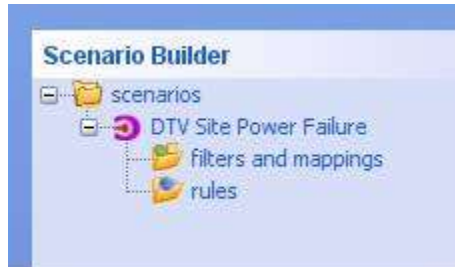 Scenario Builder
scenarios
DTV Site Power Failure
filters and mappings
rules